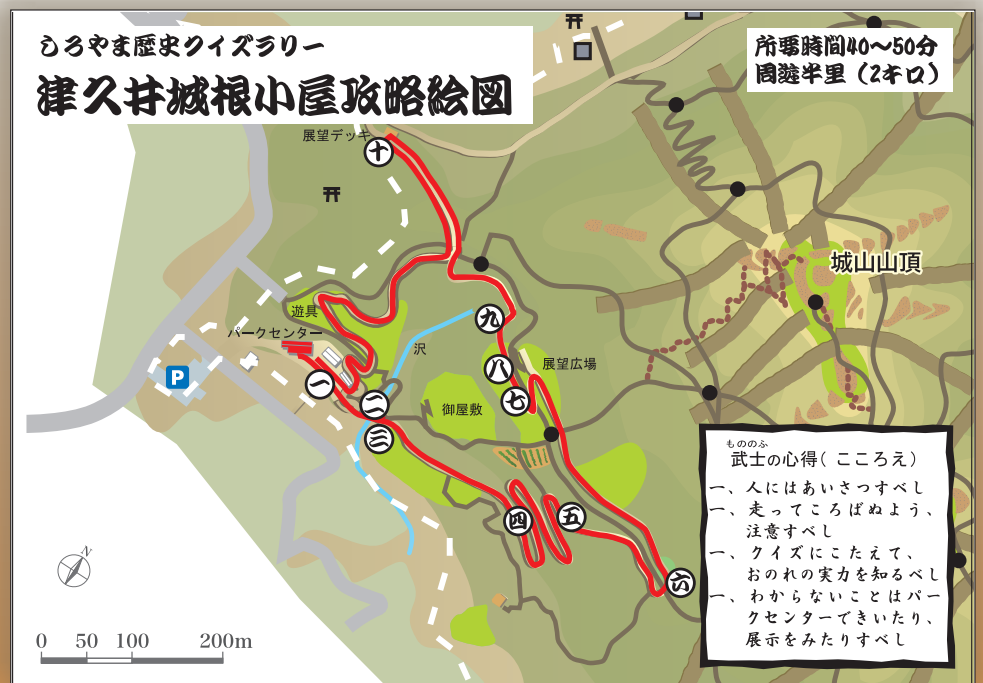 しろやま歴史クイズラリー
津久井城根小屋攻略絵図
所要時間40～50分
周遊半里（2キロ）
展望デッキ
十
城山山頂
遊具
パークセンター
九
沢
展望広場
八
P
一
七
二
御屋敷
三
四
五
六
もののふ
武士の心得（こころえ）
一、人にはあいさつすべし
一、走ってころばぬよう、
注意すべし
一、クイズにこたえて、
おのれの実力を知るべし
一、わからないことはパー
クセンターできいたり、
展示をみたりすべし
N
0 50 100 200m